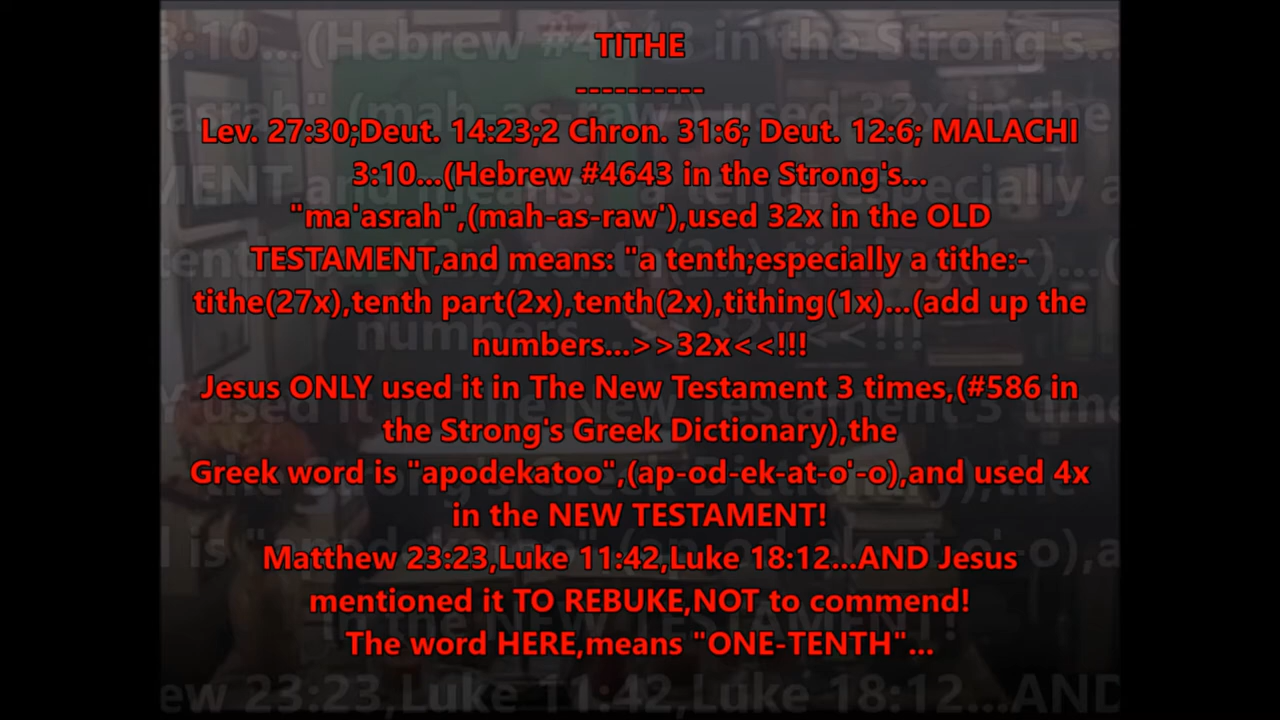 TITHE
----------
Lev. 27:30;Deut. 14:23;2 Chron. 31:6; Deut. 12:6; MALACHI
3:10...(Hebrew #4643 in the Strong's...
"ma'asrah",(mah-as-raw'),used 32x in the OLD
TESTAMENT,and means: "a tenth;especially a tithe:-
tithe(27x),tenth part(2x),tenth(2x),tithing(1x)...(add up the
numbers...>>32x<<!!!
Jesus ONLY used it in The New Testament 3 times,(#586 in
the Strong's Greek Dictionary),the
Greek word is "apodekatoo",(ap-od-ek-at-o'-o),and used 4x
in the NEW TESTAMENT!
Matthew 23:23,Luke 11:42,Luke 18:12...AND Jesus
mentioned it TO REBUKE,NOT to commend!
The word HERE,means "ONE-TENTH"...